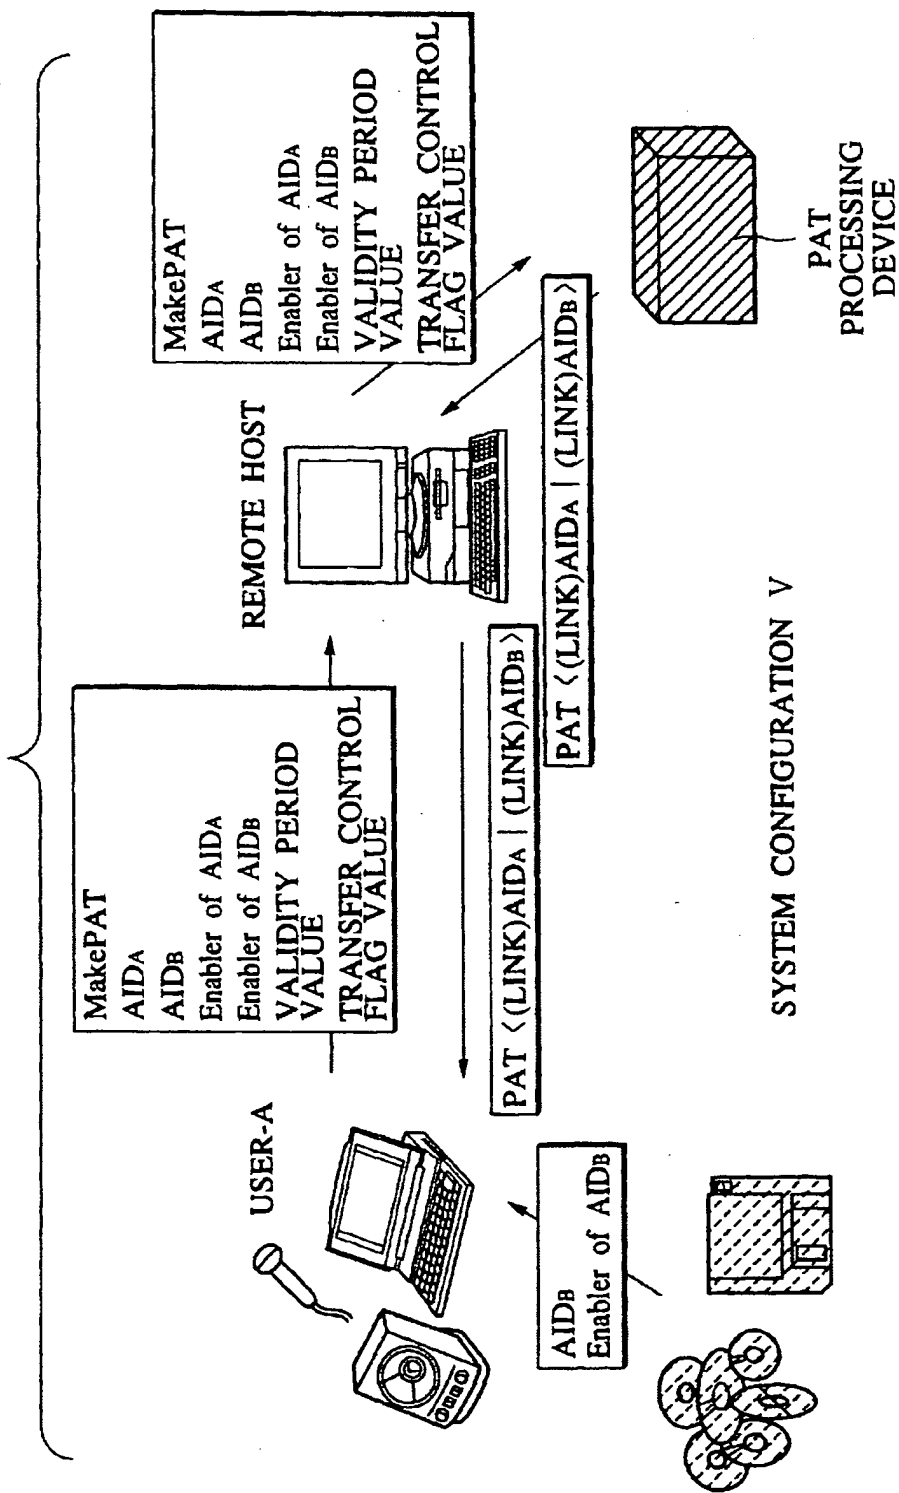 USER-A
MakePAT
AIDA
AIDB
Enabler of AIDA
Enabler of AIDB
VALIDITY PERIOD
VALUE
TRANSFER CONTROL
FLAG VALUE
REMOTE HOST
MakePAT
AIDA
AIDB
Enabler of AIDA
Enabler of AIDB
VALIDITY PERIOD
VALUE
TRANSFER CONTROL
FLAG VALUE
PAT <(LINK)AIDA | (LINK)AIDB>
PAT <(LINK)AIDA | (LINK)AIDB>
AIDB
Enabler of AIDB
PAT
PROCESSING
DEVICE
SYSTEM CONFIGURATION V